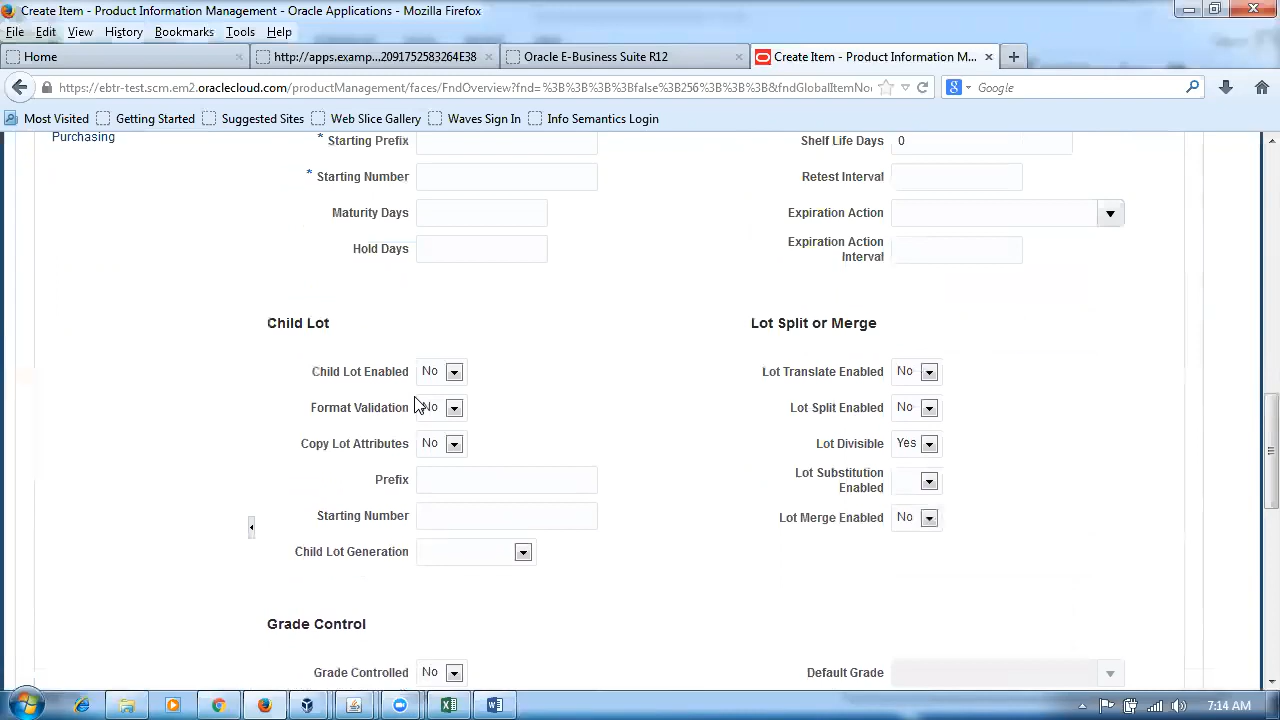 Create Item - Product Information Management - Oracle Applications - Mozilla Firefox
File Edit View History Bookmarks Tools Help
Home
http://apps.examp...2091752583264E38
Oracle E-Business Suite R12
Create Item - Product Information M...
https://ebtr-test.scm.em2.oraclecloud.com/productManagement/faces/FndOverview?fnd=%3B%3B%3B%3Bfalse%3B256%3B%3B%3B&fndGlobalItemNoc
Google
Most Visited Getting Started Suggested Sites Web Slice Gallery Waves Sign In Info Semantics Konyo
Purchasing
* Starting Prefix
Shelf Life Days 0
* Starting Number
Retest Interval
Maturity Days
Expiration Action
Hold Days
Expiration Action
Interval
Child Lot
Lot Split or Merge
Child Lot Enabled No
Lot Translate Enabled No
Format Validation No
Lot Split Enabled No
Copy Lot Attributes No
Lot Divisible Yes
Prefix
Lot Substitution
Enabled
Starting Number
Lot Merge Enabled No
Child Lot Generation
Grade Control
Grade Controlled No
Default Grade
7:14 AM